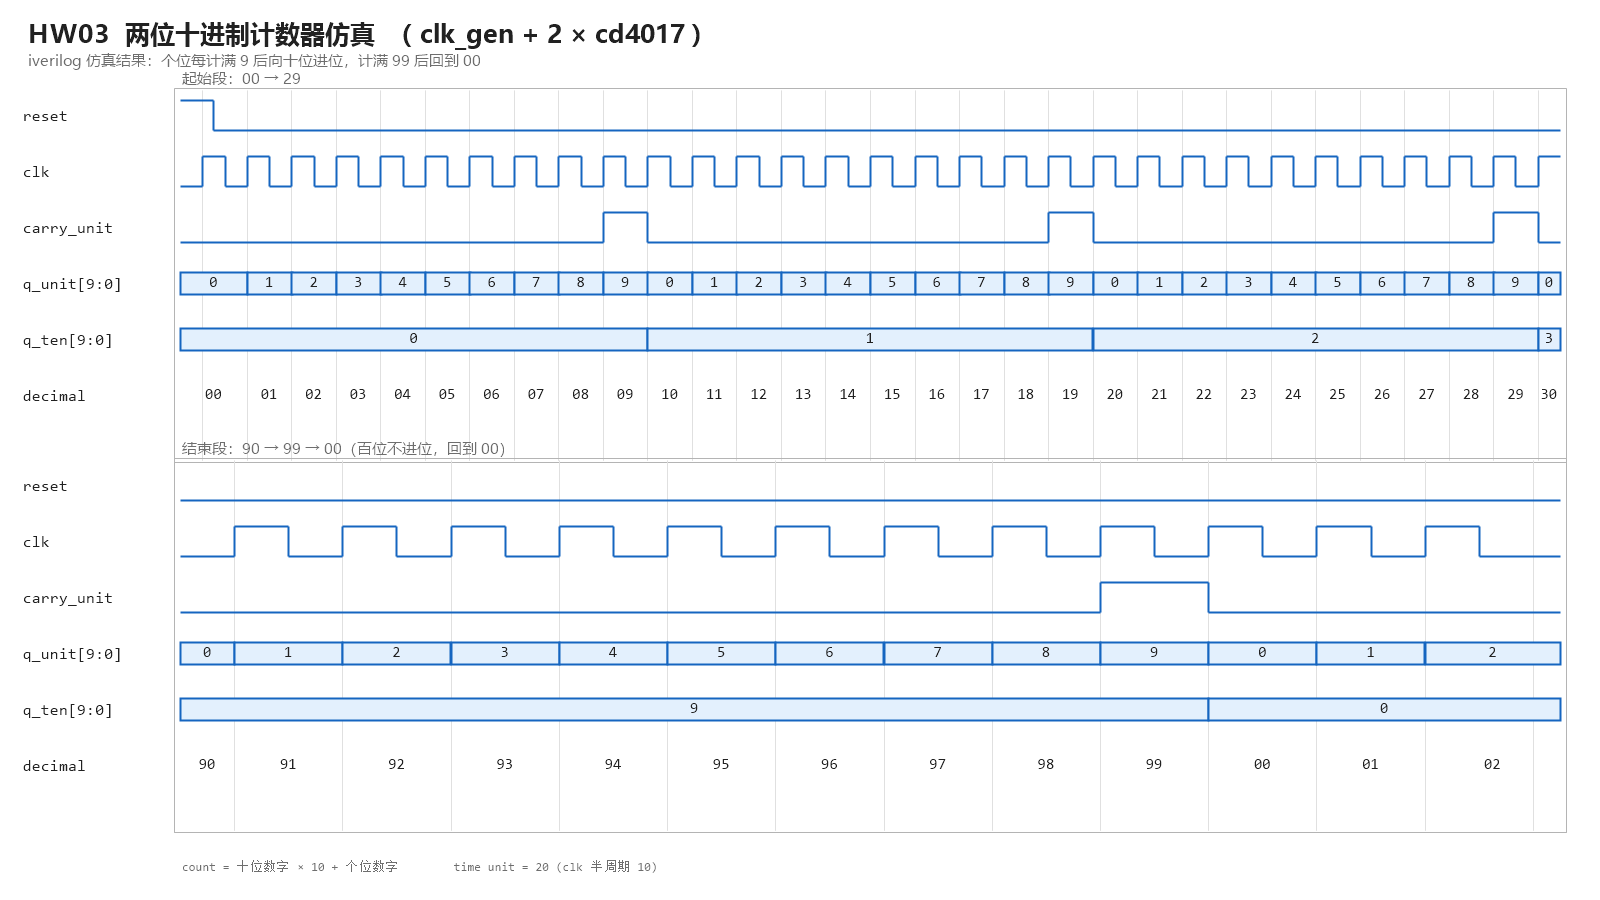 HW03 两位十进制计数器仿真 （ clk_gen + 2 × cd4017 ）
iverilog 仿真结果：个位每计满 9 后向十位进位，计满 99 后回到 00
起始段：00 → 29
reset
clk
carry_unit
q_unit[9:0] 0 1 2 3 4 5 6 7 8 9 0 1 2 3 4 5 6 7 8 9 0 1 2 3 4 5 6 7 8 9 0
q_ten[9:0] 0 1 2 3
decimal 00 01 02 03 04 05 06 07 08 09 10 11 12 13 14 15 16 17 18 19 20 21 22 23 24 25 26 27 28 29 30
结束段：90 → 99 → 00（百位不进位，回到 00）
reset
clk
carry_unit
q_unit[9:0] 0 1 2 3 4 5 6 7 8 9 0 1 2
q_ten[9:0] 9 0
decimal 90 91 92 93 94 95 96 97 98 99 00 01 02
count = 十位数字 × 10 + 个位数字 time unit = 20 (clk 半周期 10)